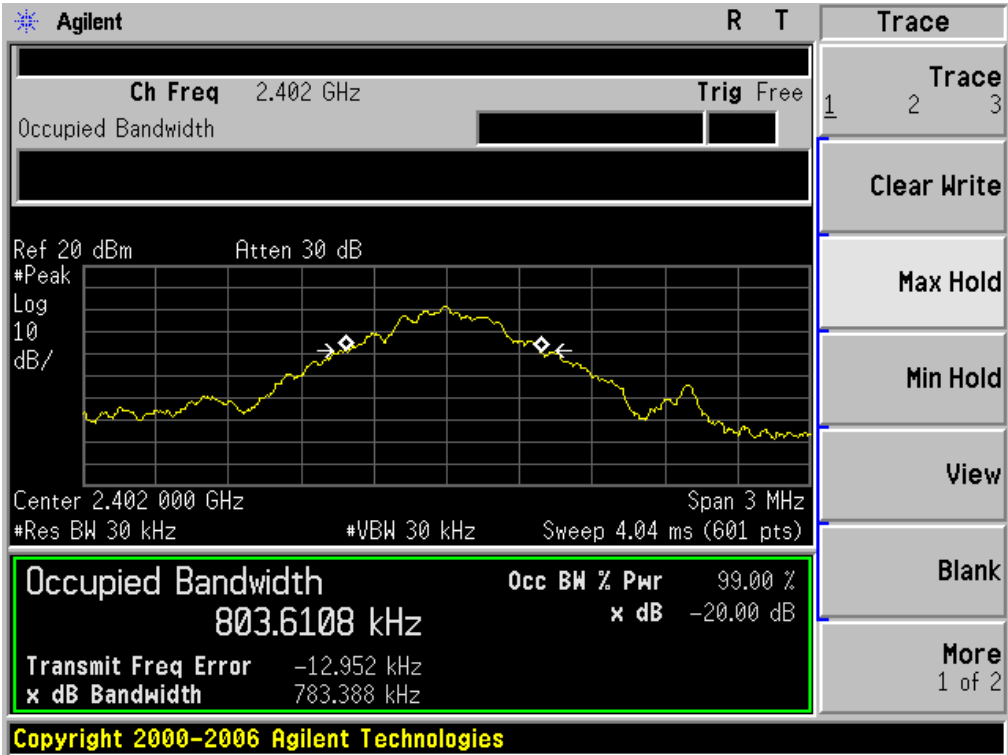 Agilent R T Trace
Ch Freq 2.402 GHz Trig Free
Occupied Bandwidth
Trace
1 2 3
Clear Write
Max Hold
Min Hold
View
Blank
More
1 of 2
Ref 20 dBm Atten 30 dB
#Peak
Log
10
dB/
Center 2.402 000 GHz Span 3 MHz
#Res BW 30 kHz #VBW 30 kHz Sweep 4.04 ms (601 pts)
Occupied Bandwidth Occ BW % Pwr 99.00 %
803.6108 kHz x dB -20.00 dB
Transmit Freq Error -12.952 kHz
x dB Bandwidth 783.388 kHz
Copyright 2000-2006 Agilent Technologies